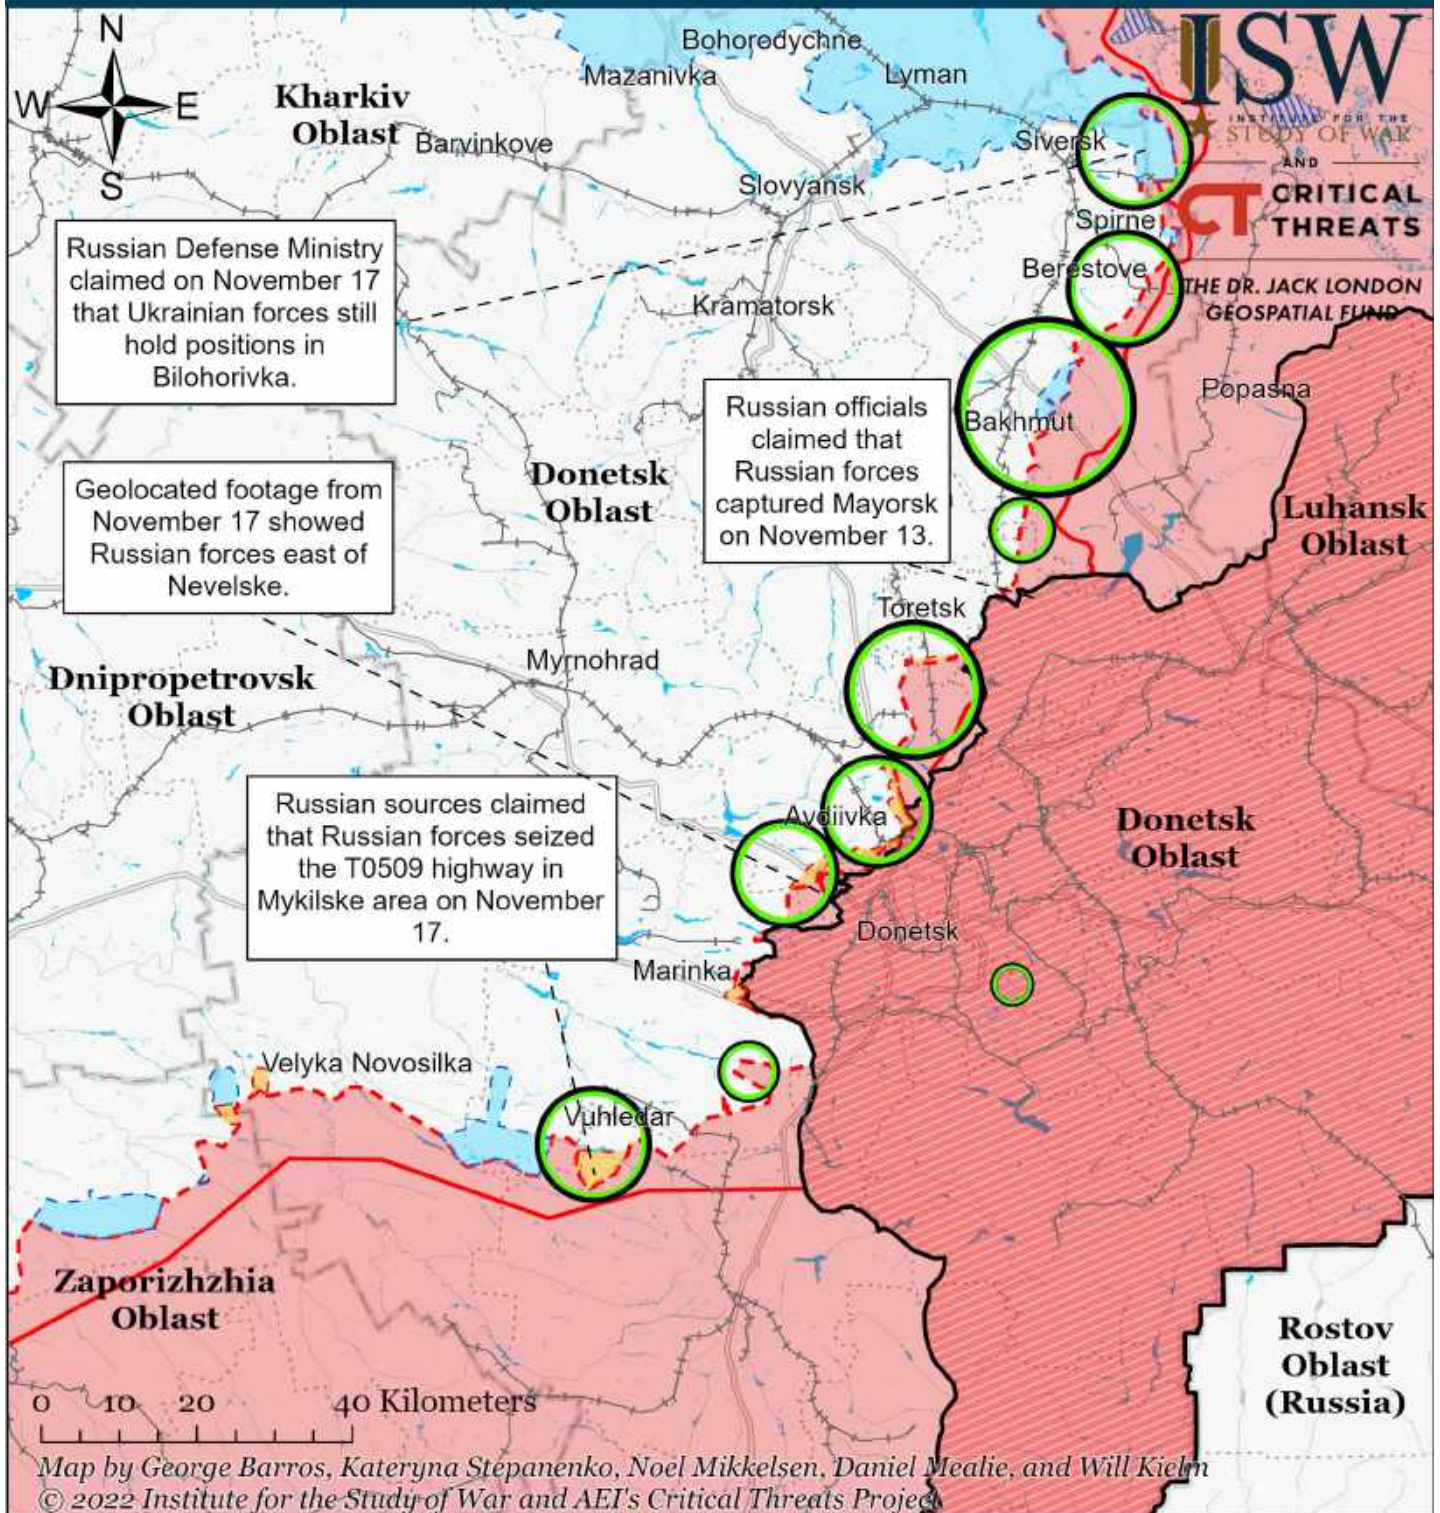 N
W E
S
Kharkiv
Oblast
Bohorodychne
Mazanivka
Lyman
Barvinkove
Siversk
Slovyansk
ISW
INSTITUTE FOR THE
STUDY OF WAR
AND
CT CRITICAL
THREATS
THE DR. JACK LONDON
GEOSPATIAL FUND
Russian Defense Ministry
claimed on November 17
that Ukrainian forces still
hold positions in
Bilohorivka.
Spirne
Berestove
Kramatorsk
Popasna
Bakhmut
Russian officials
claimed that
Russian forces
captured Mayorsk
on November 13.
Donetsk
Oblast
Geolocated footage from
November 17 showed
Russian forces east of
Nevelske.
Luhansk
Oblast
Toretsk
Myrnohrad
Dnipropetrovsk
Oblast
Russian sources claimed
that Russian forces seized
the T0509 highway in
Mykilske area on November
17.
Avdiivka
Donetsk
Oblast
Donetsk
Marinka
Velyka Novosilka
Vuhledar
Zaporizhzhia
Oblast
Rostov
Oblast
(Russia)
0 10 20 40 Kilometers
Map by George Barros, Kateryna Stepanenko, Noel Mikkelsen, Daniel Mealie, and Will Kielm
© 2022 Institute for the Study of War and AEI's Critical Threats Project